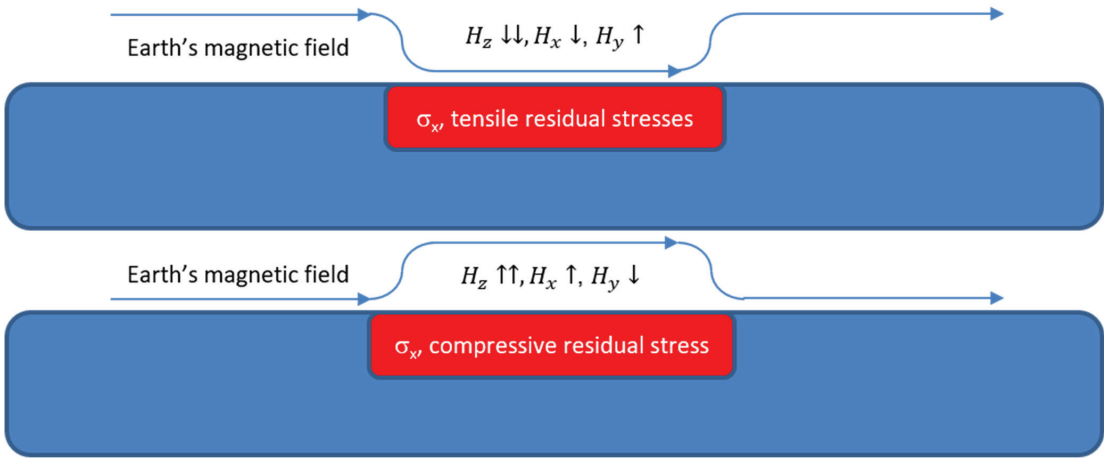 Earth's magnetic field
H_z ↓↓, H_x ↓, H_y ↑
σ_x, tensile residual stresses
Earth's magnetic field
H_z ↑↑, H_x ↑, H_y ↓
σ_x, compressive residual stress